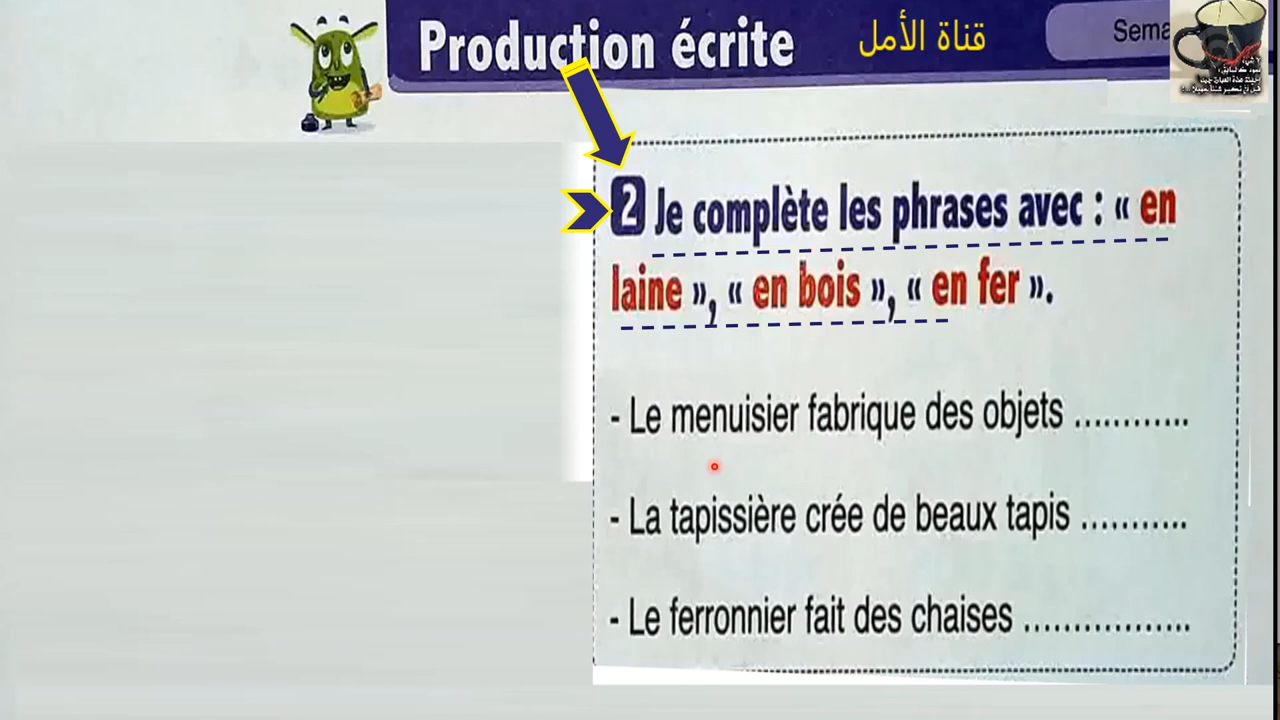 Production écrite
قناة الأمل
Sema
2 Je complète les phrases avec : « en
laine », « en bois », « en fer ».
- Le menuisier fabrique des objets ............
- La tapissière crée de beaux tapis ...........
- Le ferronnier fait des chaises .................